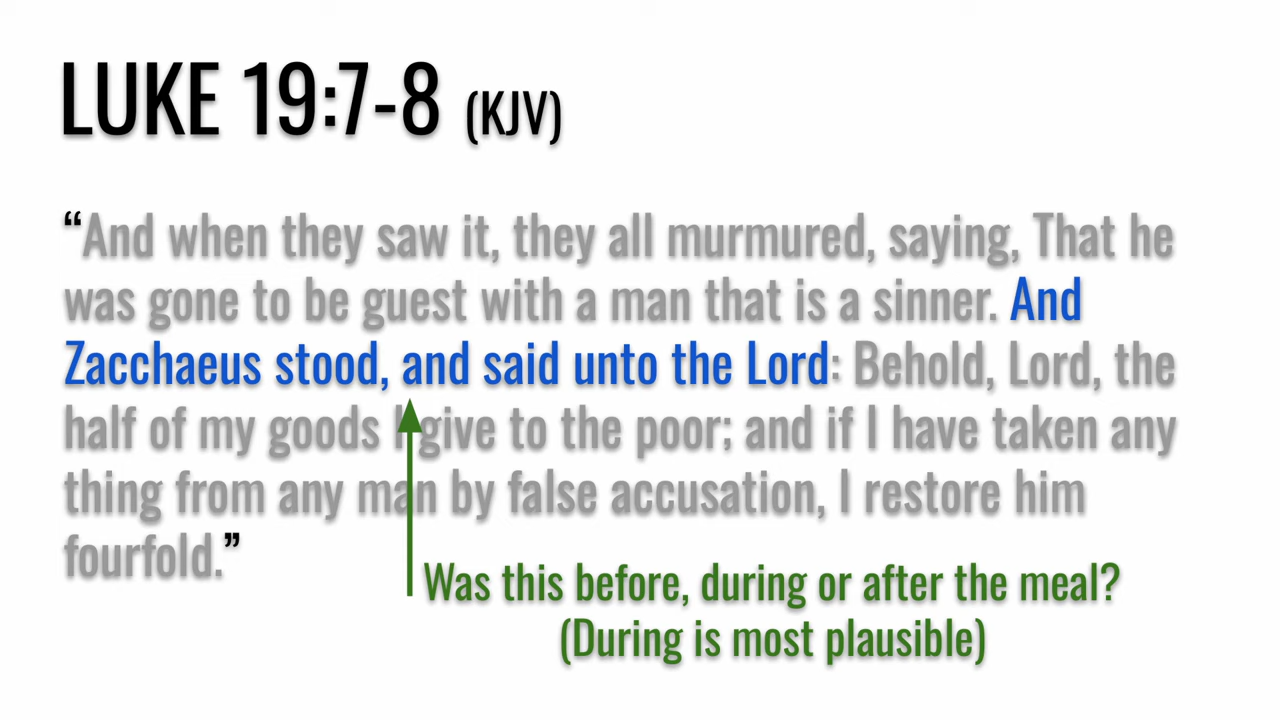 LUKE 19:7-8 (KJV)
“And when they saw it, they all murmured, saying, That he
was gone to be guest with a man that is a sinner. And
Zacchaeus stood, and said unto the Lord: Behold, Lord, the
half of my goods I give to the poor; and if I have taken any
thing from any man by false accusation, I restore him
fourfold.”
Was this before, during or after the meal?
(During is most plausible)